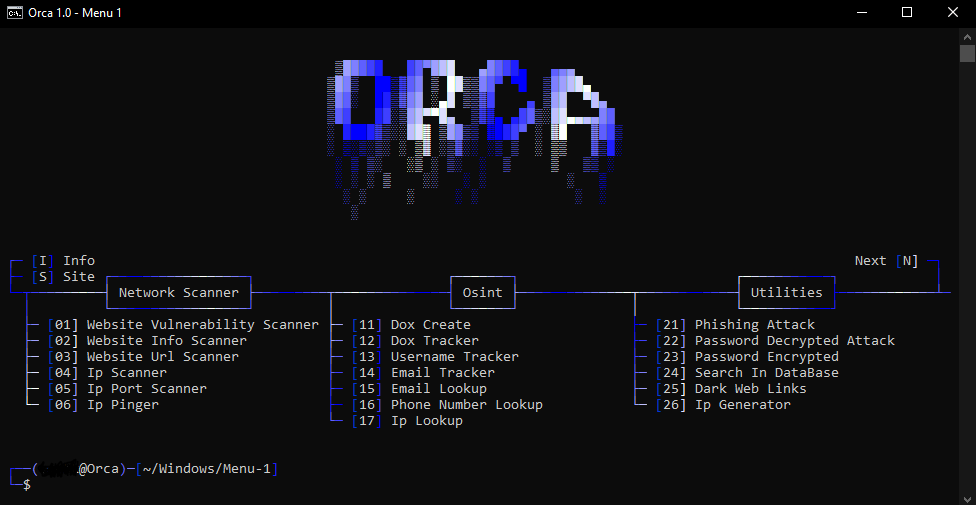 Orca 1.0 - Menu 1
ORCA
[I] Info
Next [N]
[S] Site
Network Scanner
Osint
Utilities
[01] Website Vulnerability Scanner
[11] Dox Create
[21] Phishing Attack
[02] Website Info Scanner
[12] Dox Tracker
[22] Password Decrypted Attack
[03] Website Url Scanner
[13] Username Tracker
[23] Password Encrypted
[04] Ip Scanner
[14] Email Tracker
[24] Search In DataBase
[05] Ip Port Scanner
[15] Email Lookup
[25] Dark Web Links
[06] Ip Pinger
[16] Phone Number Lookup
[26] Ip Generator
[17] Ip Lookup
(@Orca)-[~/Windows/Menu-1]
$